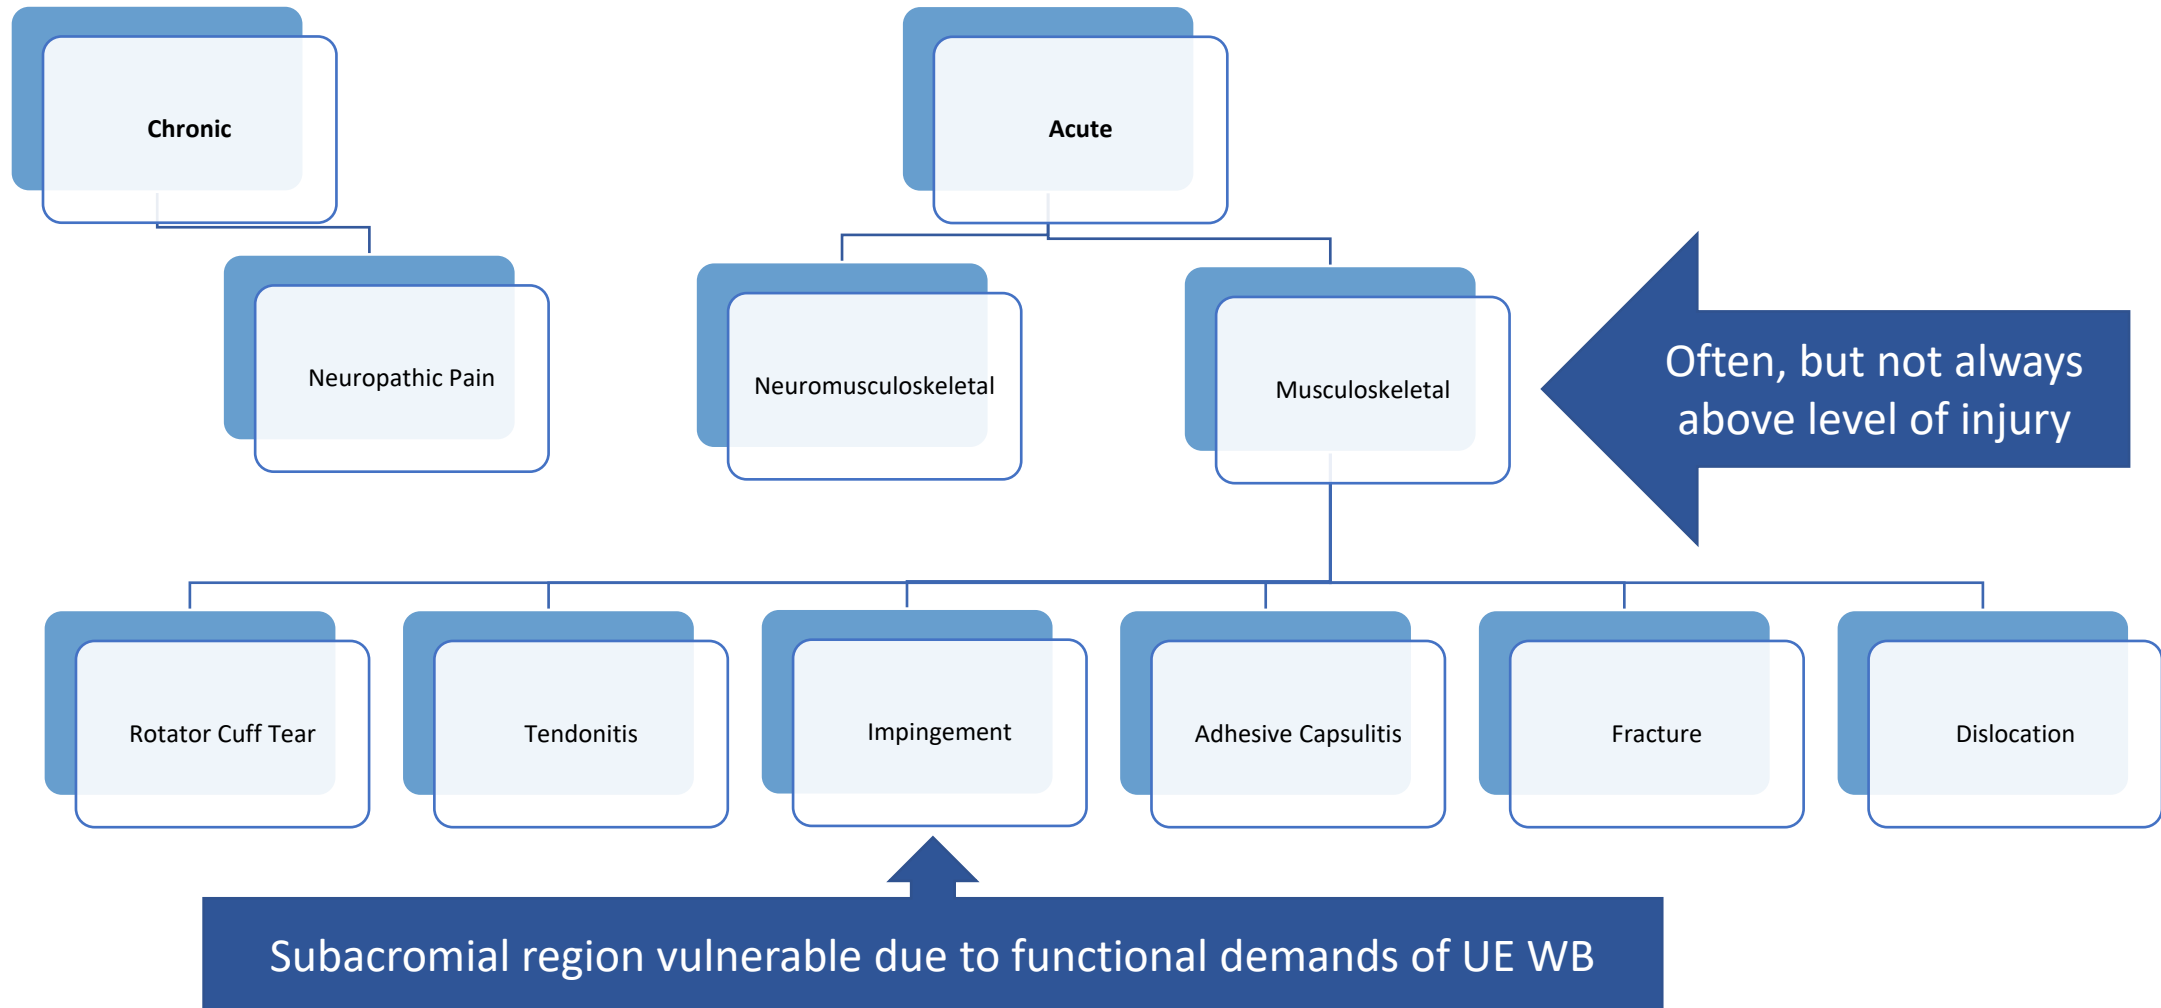 Chronic
Acute
Neuropathic Pain
Neuromusculoskeletal
Musculoskeletal
Often, but not always
above level of injury
Rotator Cuff Tear
Tendonitis
Impingement
Adhesive Capsulitis
Fracture
Dislocation
Subacromial region vulnerable due to functional demands of UE WB